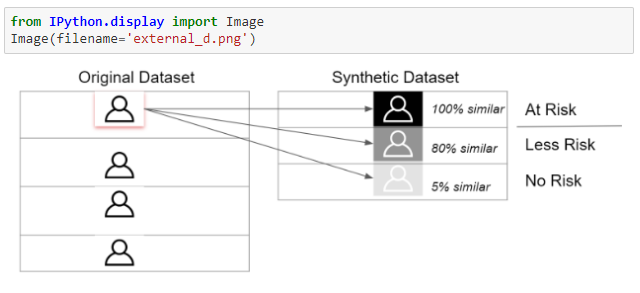 from IPython.display import Image
Image(filename='external_d.png')
Original Dataset
Synthetic Dataset
100% similar
At Risk
80% similar
Less Risk
5% similar
No Risk